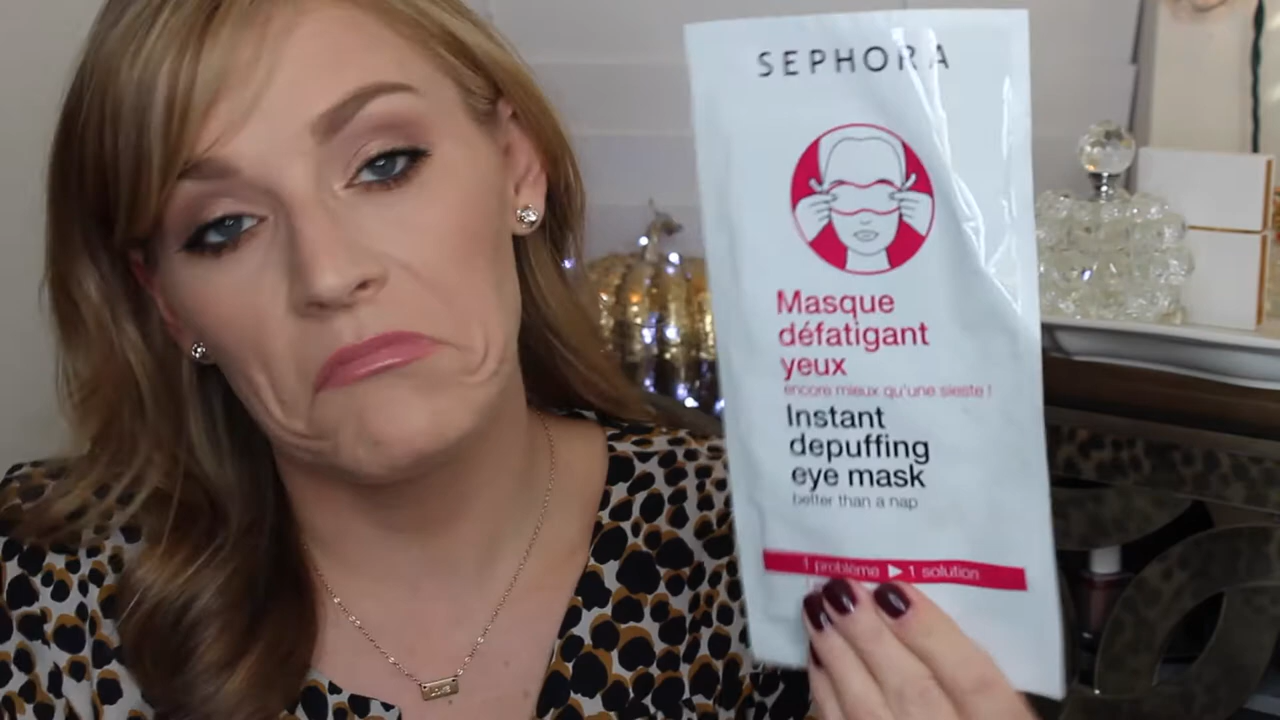 SEPHORA
Masque
défatigant
yeux
encore mieux qu'une sieste !
Instant
depuffing
eye mask
better than a nap
1 problème ▶ 1 solution